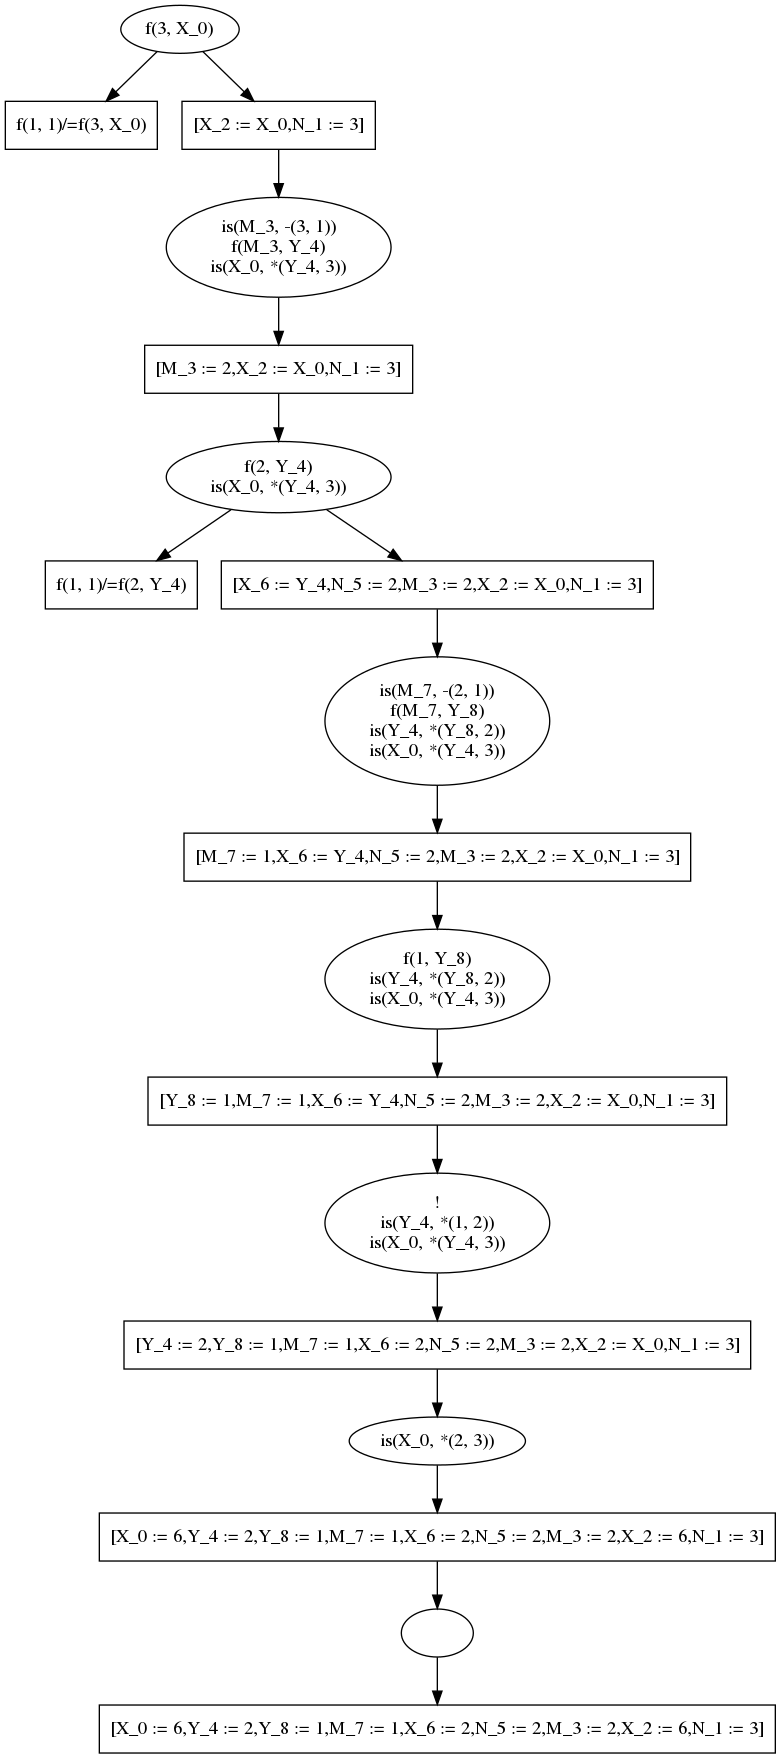 f(3, X_0)
f(1, 1)/=f(3, X_0)
[X_2 := X_0,N_1 := 3]
is(M_3, -(3, 1))
f(M_3, Y_4)
is(X_0, *(Y_4, 3))
[M_3 := 2,X_2 := X_0,N_1 := 3]
f(2, Y_4)
is(X_0, *(Y_4, 3))
f(1, 1)/=f(2, Y_4)
[X_6 := Y_4,N_5 := 2,M_3 := 2,X_2 := X_0,N_1 := 3]
is(M_7, -(2, 1))
f(M_7, Y_8)
is(Y_4, *(Y_8, 2))
is(X_0, *(Y_4, 3))
[M_7 := 1,X_6 := Y_4,N_5 := 2,M_3 := 2,X_2 := X_0,N_1 := 3]
f(1, Y_8)
is(Y_4, *(Y_8, 2))
is(X_0, *(Y_4, 3))
[Y_8 := 1,M_7 := 1,X_6 := Y_4,N_5 := 2,M_3 := 2,X_2 := X_0,N_1 := 3]
!
is(Y_4, *(1, 2))
is(X_0, *(Y_4, 3))
[Y_4 := 2,Y_8 := 1,M_7 := 1,X_6 := 2,N_5 := 2,M_3 := 2,X_2 := X_0,N_1 := 3]
is(X_0, *(2, 3))
[X_0 := 6,Y_4 := 2,Y_8 := 1,M_7 := 1,X_6 := 2,N_5 := 2,M_3 := 2,X_2 := 6,N_1 := 3]
[X_0 := 6,Y_4 := 2,Y_8 := 1,M_7 := 1,X_6 := 2,N_5 := 2,M_3 := 2,X_2 := 6,N_1 := 3]